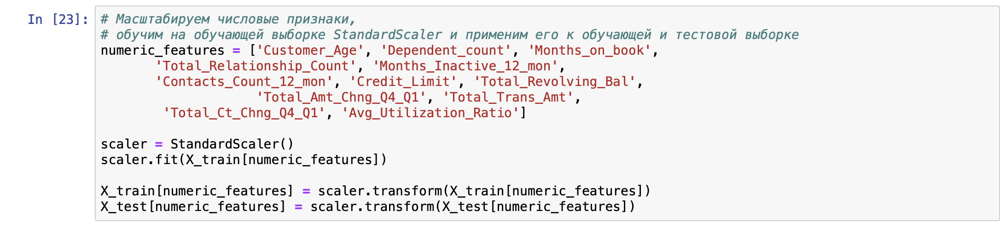 In [23]: # Масштабируем числовые признаки,
# обучим на обучающей выборке StandardScaler и применим его к обучающей и тестовой выборке
numeric_features = ['Customer_Age', 'Dependent_count', 'Months_on_book',
'Total_Relationship_Count', 'Months_Inactive_12_mon',
'Contacts_Count_12_mon', 'Credit_Limit', 'Total_Revolving_Bal',
'Total_Amt_Chng_Q4_Q1', 'Total_Trans_Amt',
'Total_Ct_Chng_Q4_Q1', 'Avg_Utilization_Ratio']
scaler = StandardScaler()
scaler.fit(X_train[numeric_features])
X_train[numeric_features] = scaler.transform(X_train[numeric_features])
X_test[numeric_features] = scaler.transform(X_test[numeric_features])